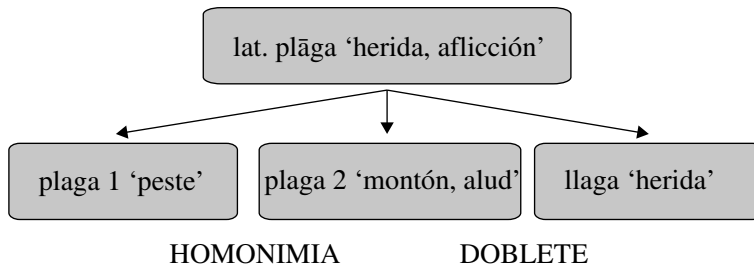 lat. plāga ‘herida, aflicción’
plaga 1 ‘peste’
plaga 2 ‘montón, alud’
llaga ‘herida’
HOMONIMIA
DOBLETE